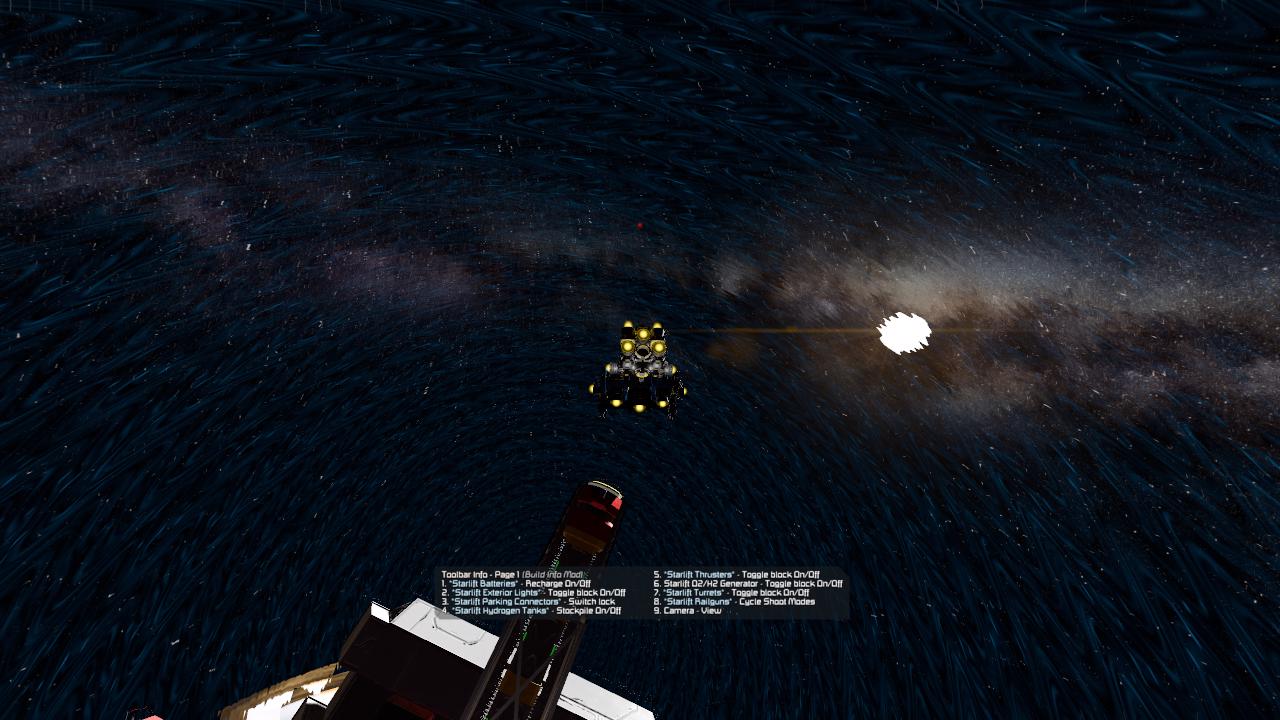 Toolbar Info - Page 1 (Build Info Mod)
1. "Starlift Batteries" - Recharge On/Off
2. "Starlift Exterior Lights" - Toggle block On/Off
3. "Starlift Parking Connectors" - Switch lock
4. "Starlift Hydrogen Tanks" - Stockpile On/Off
5. "Starlift Thrusters" - Toggle block On/Off
6. Starlift O2/H2 Generator - Toggle block On/Off
7. "Starlift Turrets" - Toggle block On/Off
8. "Starlift Railguns" - Cycle Shoot Modes
9. Camera - View